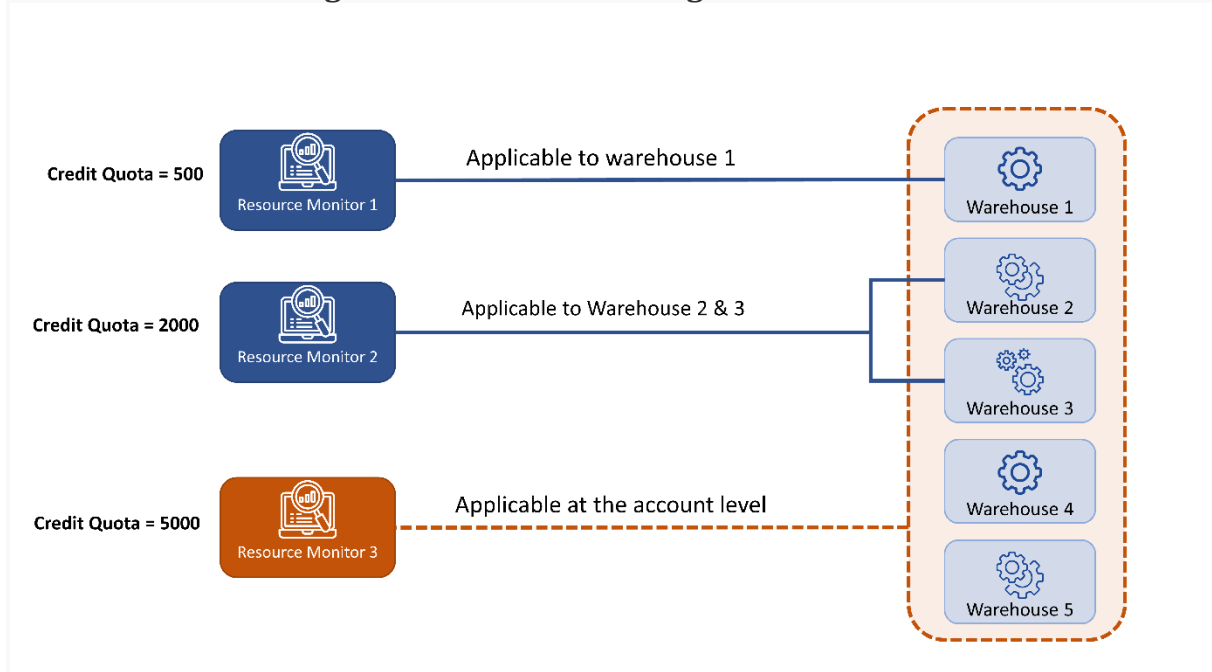 Credit Quota = 500
Resource Monitor 1
Applicable to warehouse 1
Warehouse 1
Credit Quota = 2000
Resource Monitor 2
Applicable to Warehouse 2 & 3
Warehouse 2
Warehouse 3
Credit Quota = 5000
Resource Monitor 3
Applicable at the account level
Warehouse 4
Warehouse 5